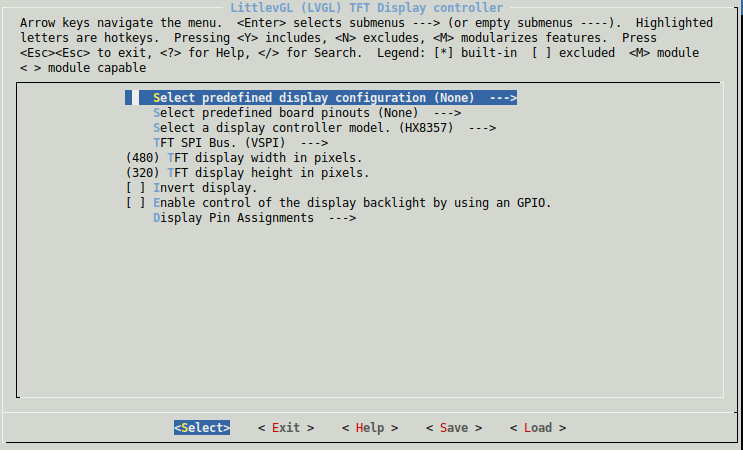 LittlevGL (LVGL) TFT Display controller
Arrow keys navigate the menu.  <Enter> selects submenus ---> (or empty submenus ----).  Highlighted
letters are hotkeys.  Pressing <Y> includes, <N> excludes, <M> modularizes features.  Press
<Esc><Esc> to exit, <?> for Help, </> for Search.  Legend: [*] built-in  [ ] excluded  <M> module
< > module capable
Select predefined display configuration (None)  --->
Select predefined board pinouts (None)  --->
Select a display controller model. (HX8357)  --->
TFT SPI Bus. (VSPI)  --->
(480) TFT display width in pixels.
(320) TFT display height in pixels.
[ ] Invert display.
[ ] Enable control of the display backlight by using an GPIO.
Display Pin Assignments  --->
<Select>    < Exit >    < Help >    < Save >    < Load >